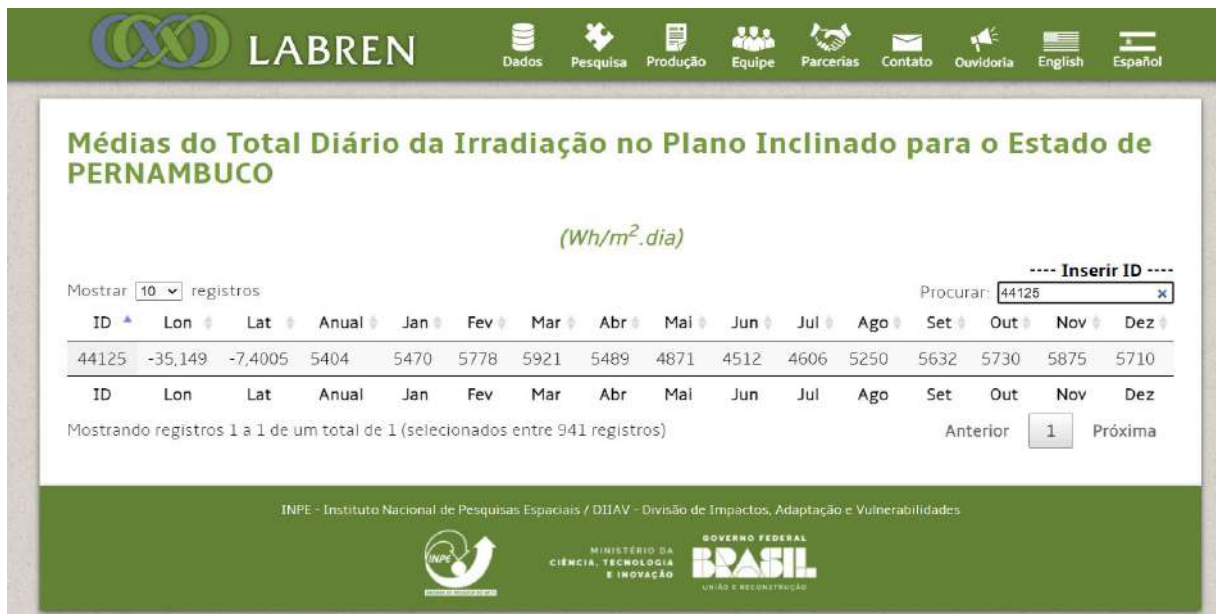 LABREN
Dados Pesquisa Produção Equipe Parcerias Contato Ouvidoria English Español
Médias do Total Diário da Irradiação no Plano Inclinado para o Estado de
PERNAMBUCO
(Wh/m².dia)
---- Inserir ID ----
Mostrar 10 registros Procurar: 44125
ID Lon Lat Anual Jan Fev Mar Abr Mai Jun Jul Ago Set Out Nov Dez
44125 -35,149 -7,4005 5404 5470 5778 5921 5489 4871 4512 4606 5250 5632 5730 5875 5710
ID Lon Lat Anual Jan Fev Mar Abr Mai Jun Jul Ago Set Out Nov Dez
Mostrando registros 1 a 1 de um total de 1 (selecionados entre 941 registros) Anterior 1 Próxima
INPE - Instituto Nacional de Pesquisas Espaciais / DIIAV - Divisão de Impactos, Adaptação e Vulnerabilidades
INPE
MINISTÉRIO DA
CIÊNCIA, TECNOLOGIA
E INOVAÇÃO
GOVERNO FEDERAL
BRASIL
UNIÃO E RECONSTRUÇÃO